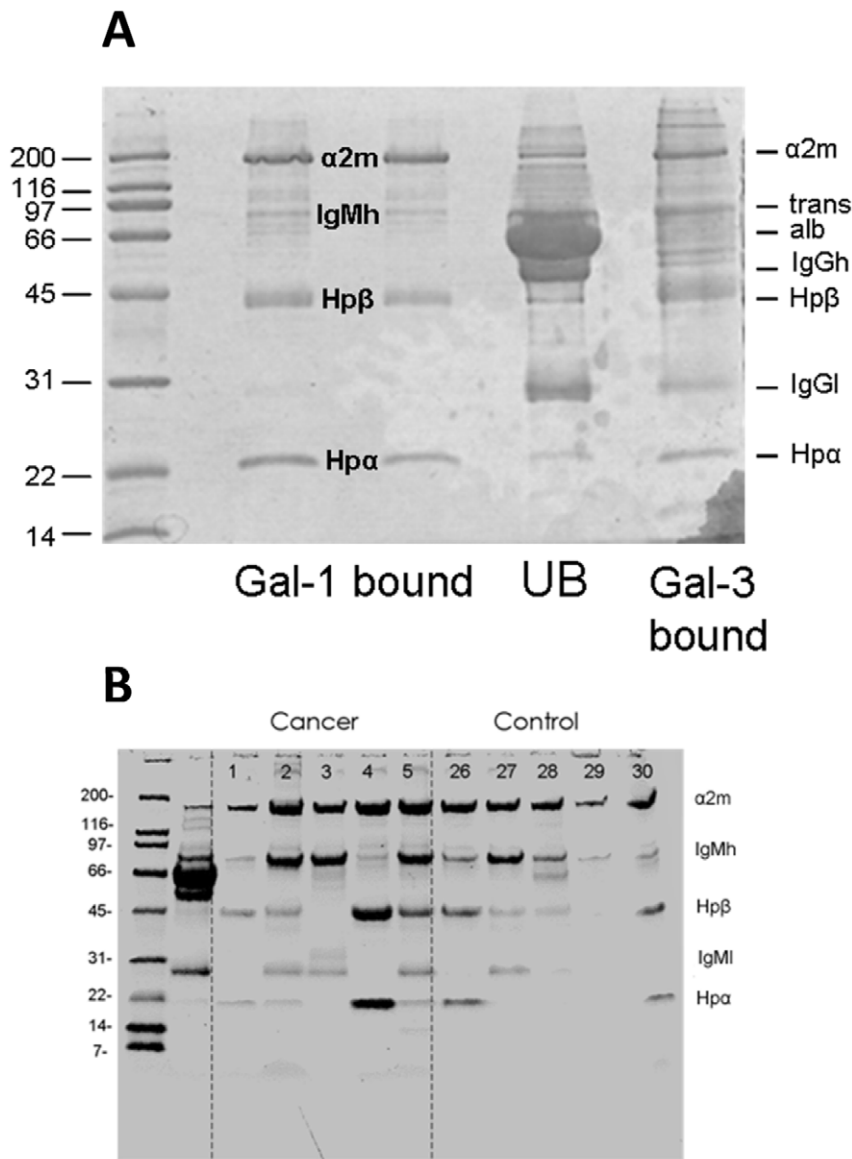 A
200 α2m α2m
116
97 IgMh trans
66 alb
IgGh
45 Hpβ Hpβ
31 IgGl
22 Hpα Hpα
14
Gal-1 bound UB Gal-3
bound
B
Cancer Control
1 2 3 4 5 26 27 28 29 30
200- α2m
116-
97- IgMh
66-
45- Hpβ
31- IgMl
22- Hpα
14-
7-